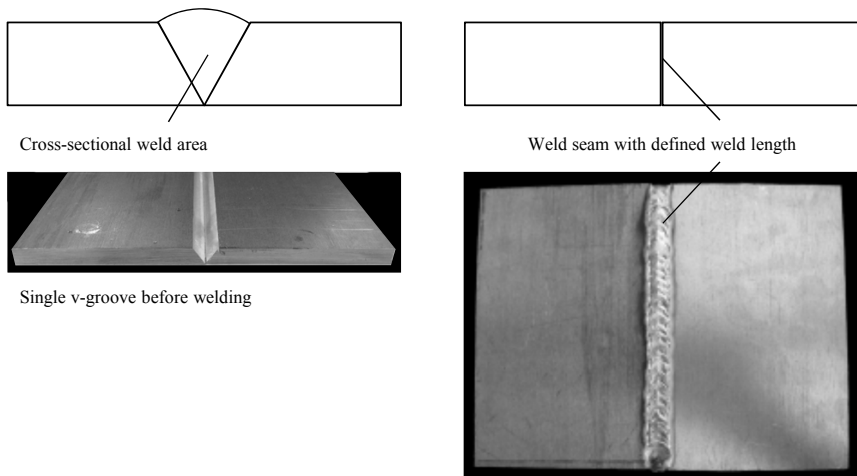 Cross-sectional weld area
Weld seam with defined weld length
Single v-groove before welding